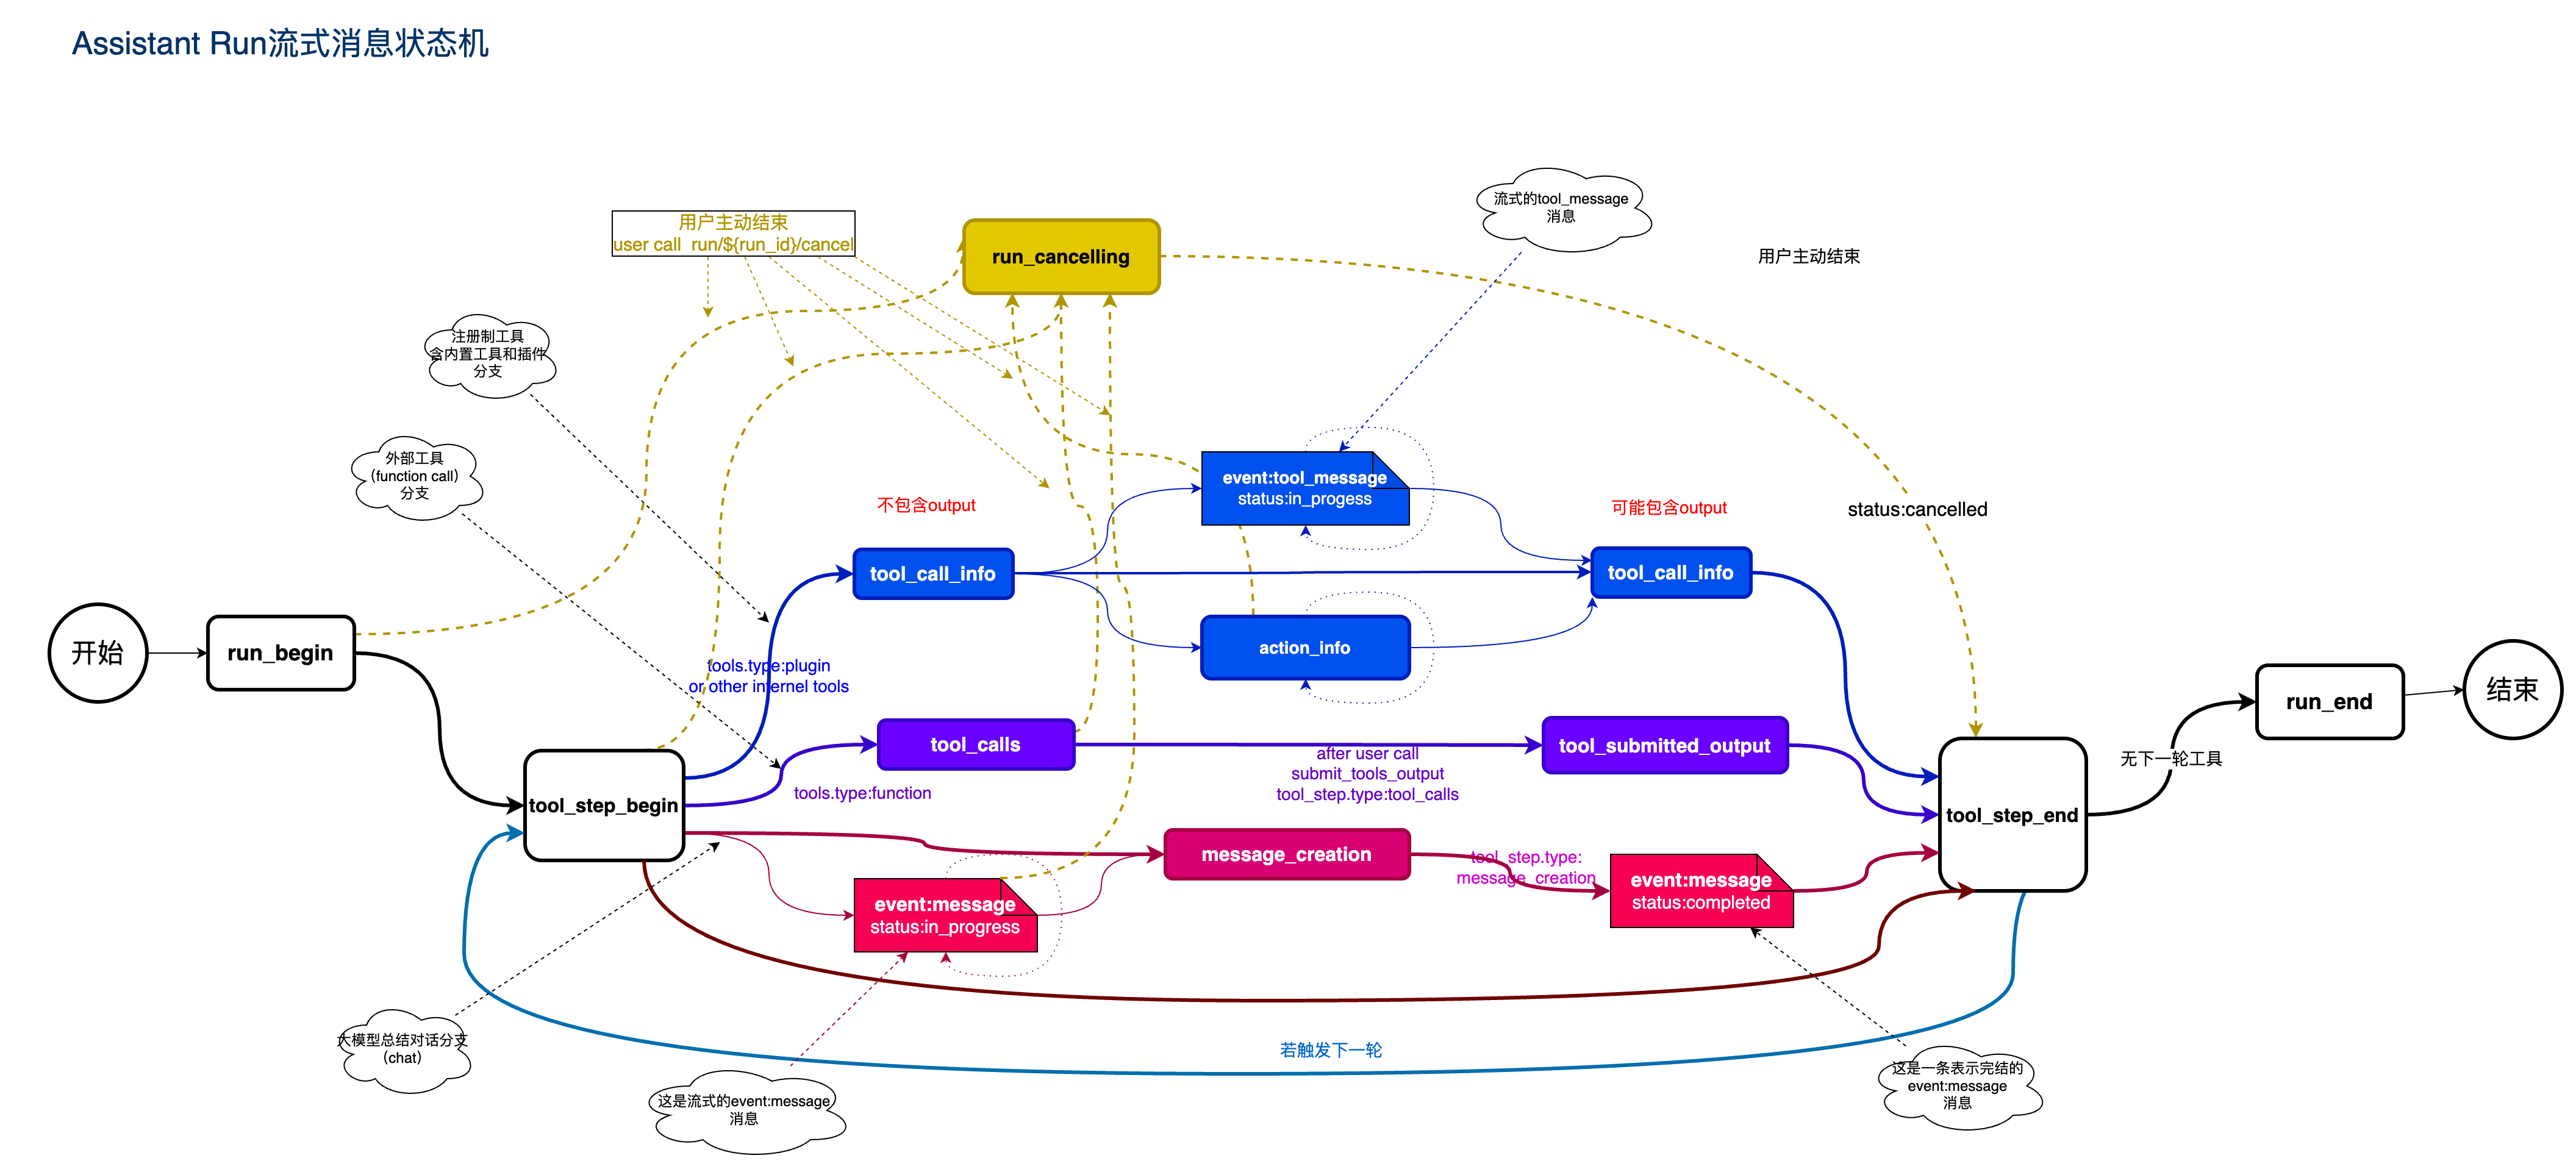 Assistant Run流式消息状态机
用户主动结束
user call  run/${run_id}/cancel
run_cancelling
流式的tool_message
消息
用户主动结束
注册制工具
含内置工具和插件
分支
外部工具
（function call）
分支
不包含output
event:tool_message
status:in_progess
可能包含output
status:cancelled
tool_call_info
tool_call_info
开始
run_begin
action_info
tools.type:plugin
or other internel tools
tool_calls
tool_submitted_output
after user call
submit_tools_output
tool_step.type:tool_calls
tools.type:function
tool_step_begin
tool_step_end
无下一轮工具
run_end
结束
message_creation
tool_step.type:
message_creation
event:message
status:in_progress
event:message
status:completed
大模型总结对话分支
（chat）
若触发下一轮
这是流式的event:message
消息
这是一条表示完结的
event:message
消息